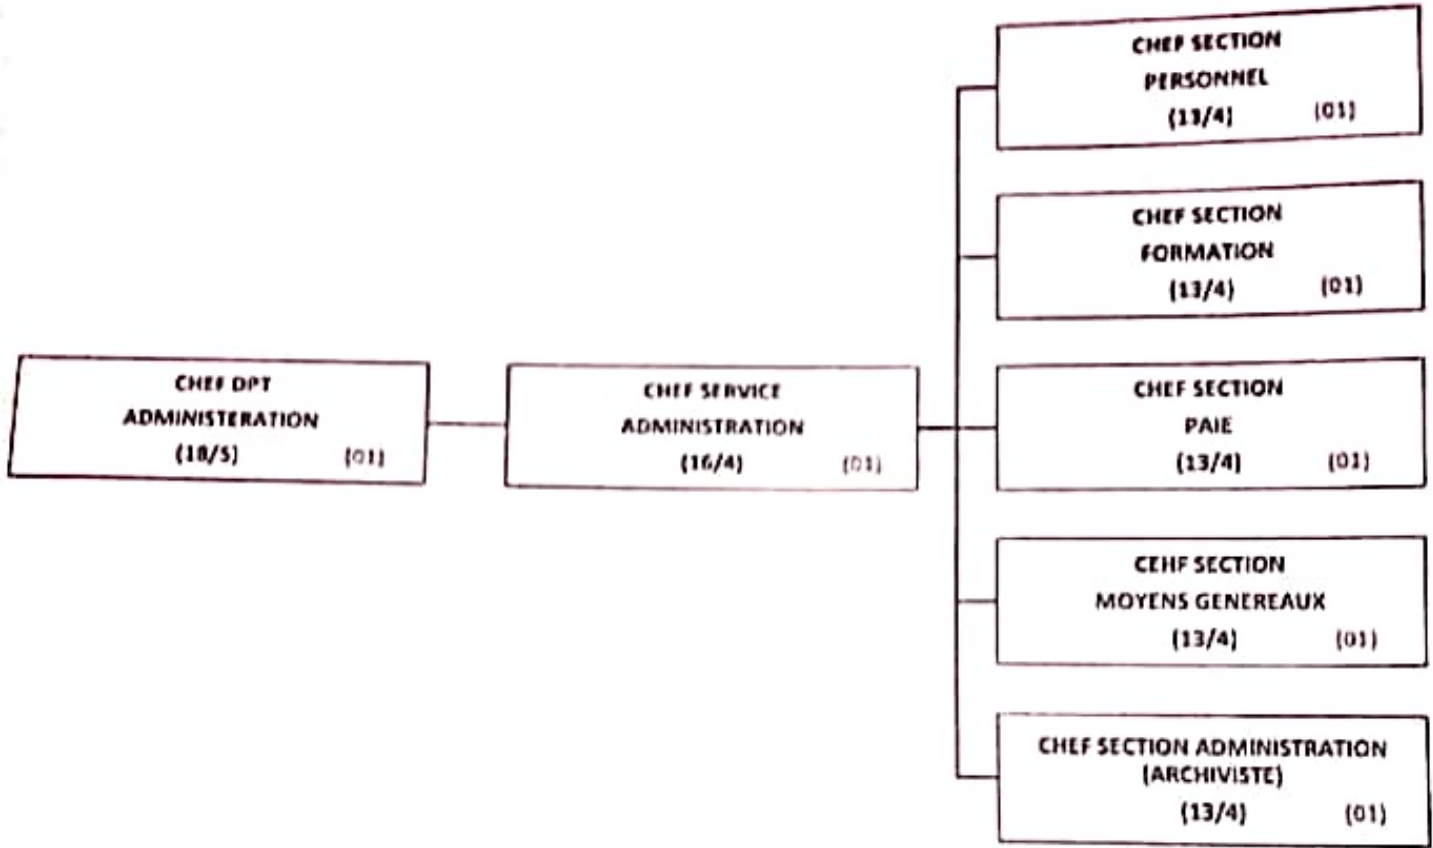 CHEF DPT
ADMINISTERATION
(18/5) (01)
CHEF SERVICE
ADMINISTRATION
(16/4) (01)
CHEF SECTION
PERSONNEL
(13/4) (01)
CHEF SECTION
FORMATION
(13/4) (01)
CHEF SECTION
PAIE
(13/4) (01)
CEHF SECTION
MOYENS GENEREAUX
(13/4) (01)
CHEF SECTION ADMINISTRATION
(ARCHIVISTE)
(13/4) (01)